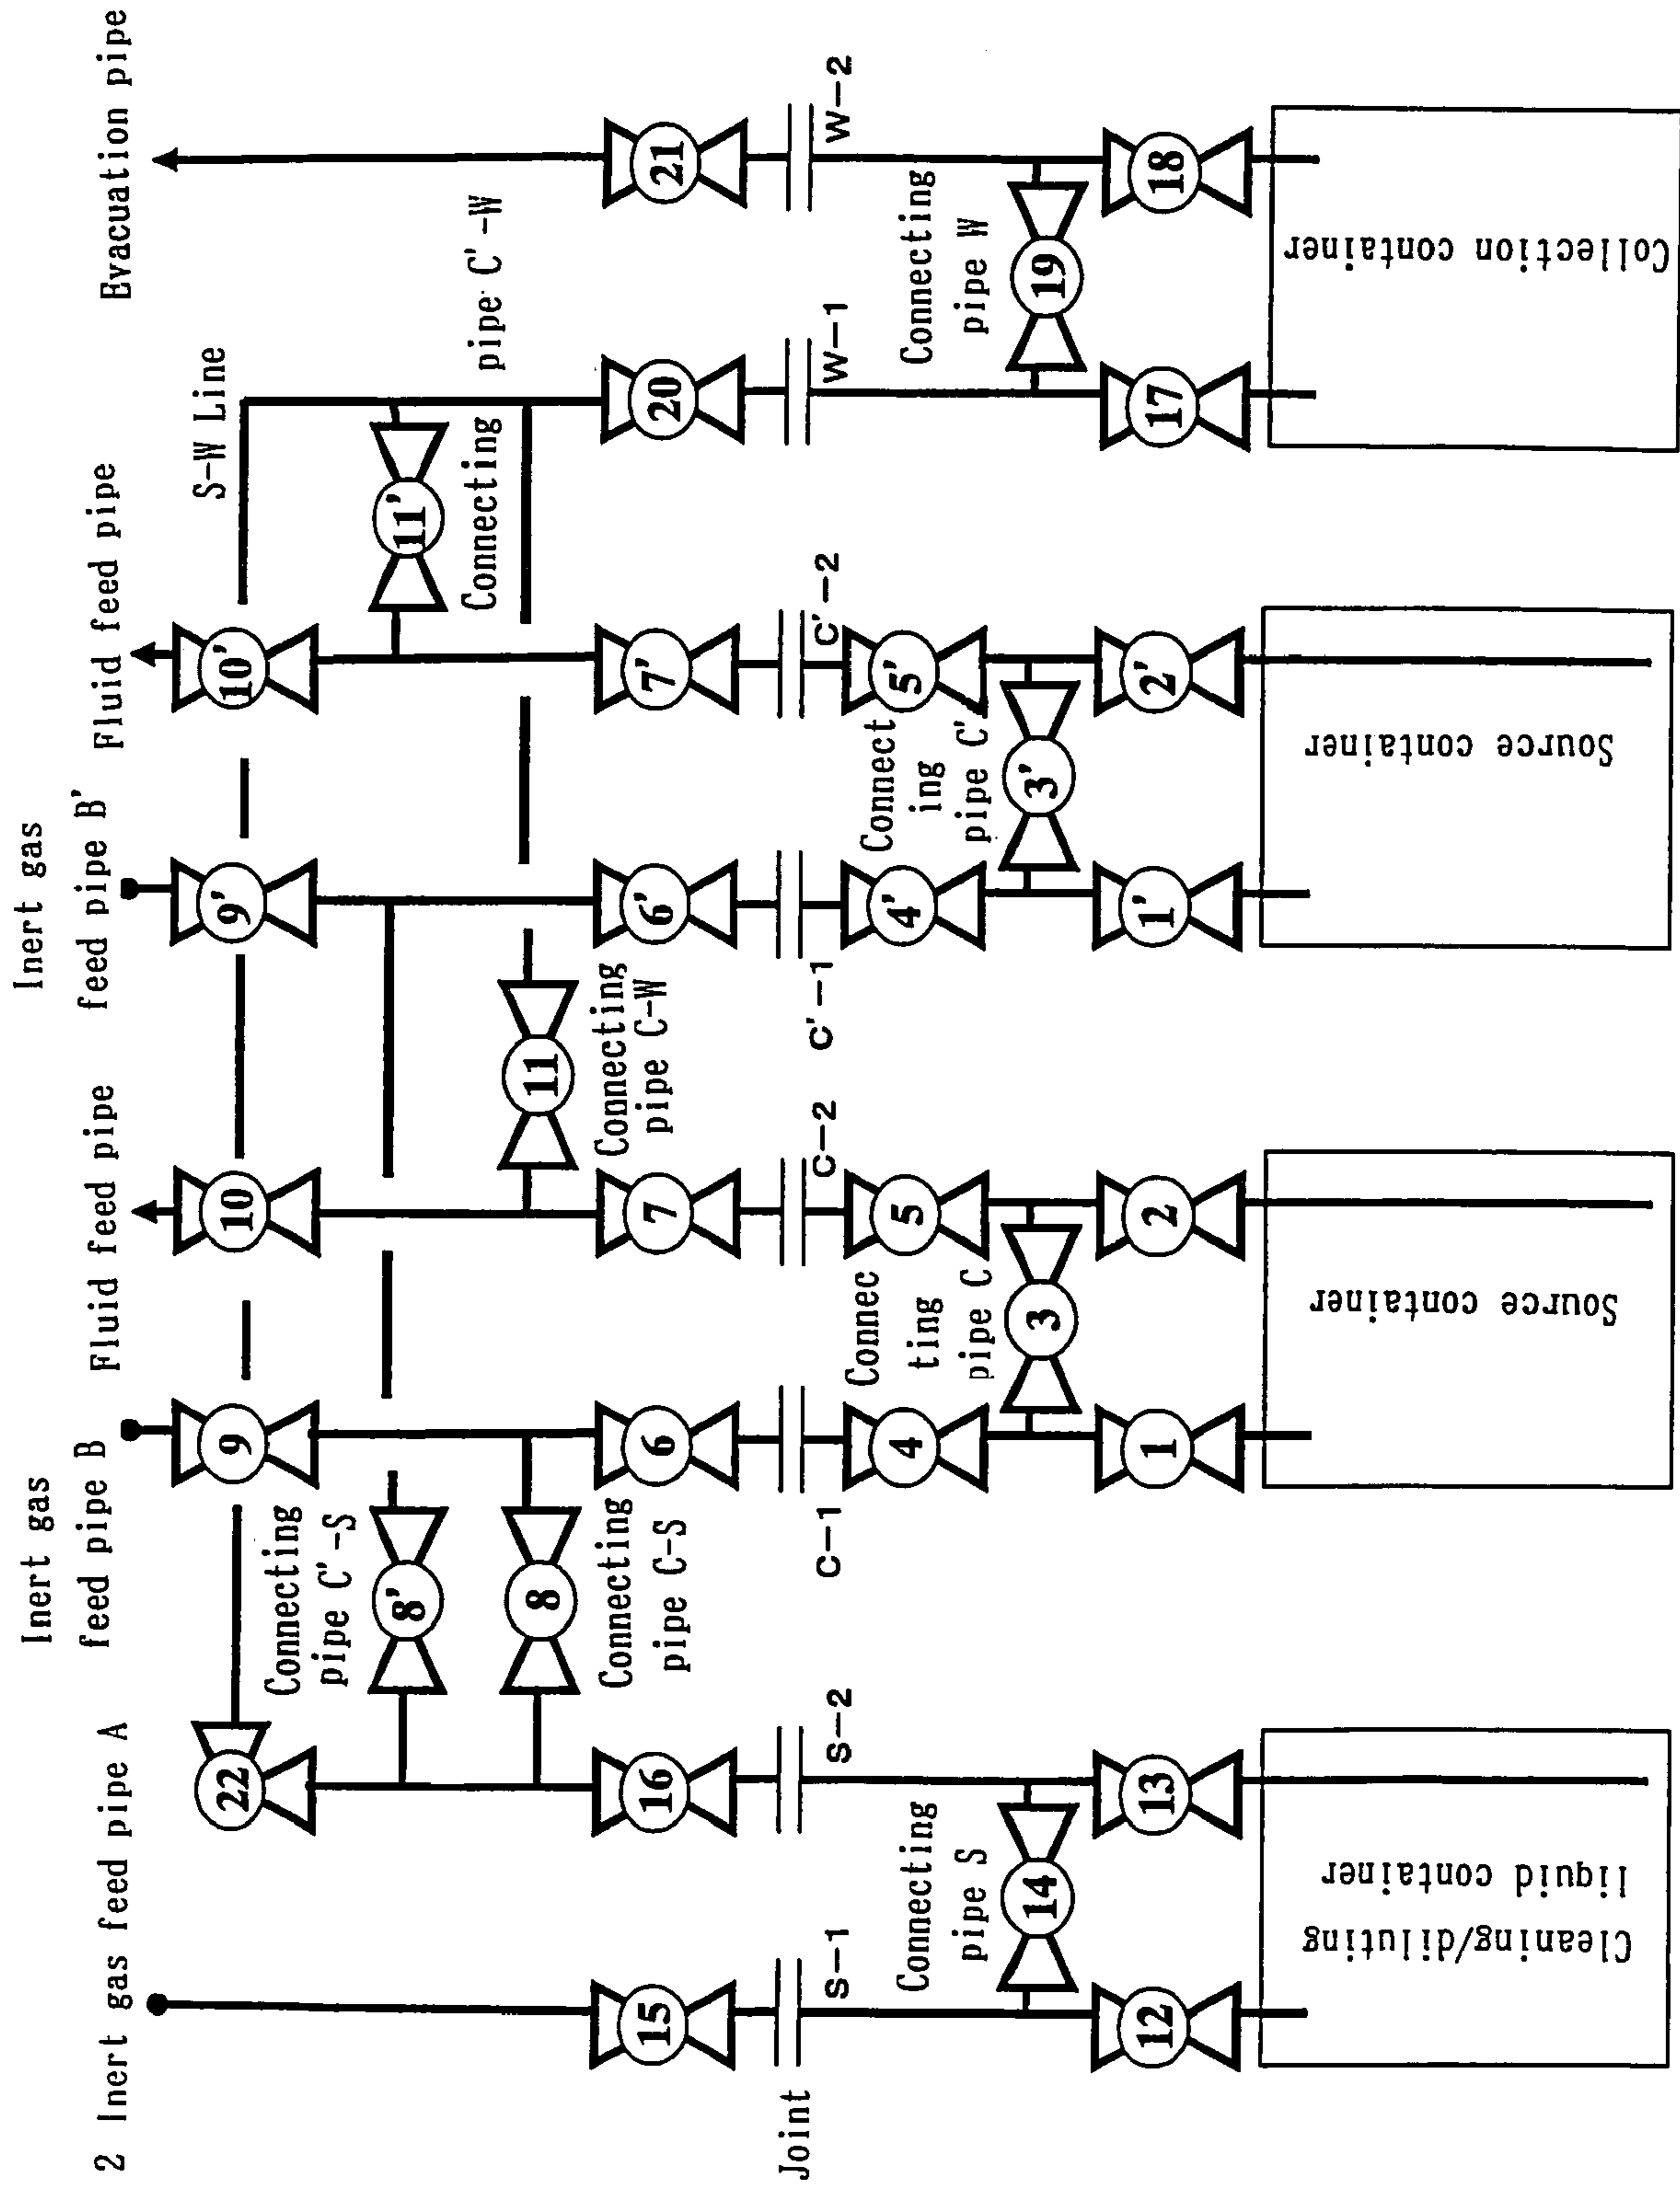 2 Inert gas feed pipe A
Inert gas
feed pipe B
Fluid feed pipe
Inert gas
feed pipe B'
Fluid feed pipe
Evacuation pipe
S-W Line
22
9
10
9'
10'
Connecting
pipe C'-S
8'
11'
Connecting
pipe C'-W
8
11
Connecting
pipe C-S
Connecting
pipe C-W
15
16
6
7
6'
7'
20
21
Joint
S-1
S-2
C-1
C-2
C'-1
C'-2
W-1
W-2
4
5
4'
5'
Connecting
pipe S
Connec
ting
pipe C
Connect
ing
pipe C'
Connecting
pipe W
14
3
3'
19
12
13
1
2
1'
2'
17
18
Cleaning/diluting
liquid container
Source container
Source container
Collection container